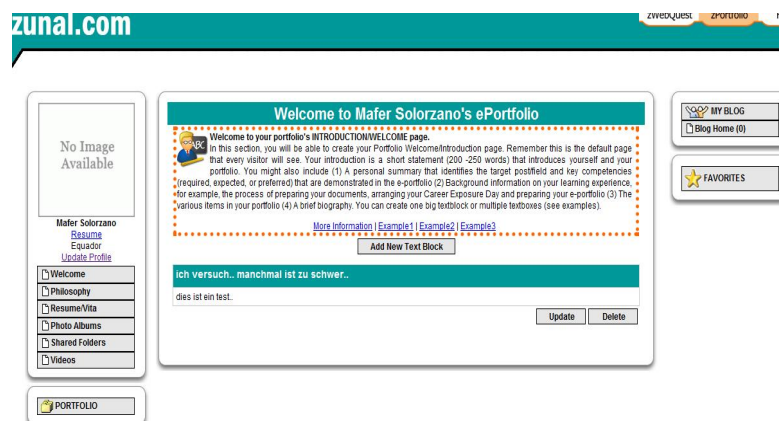 zunal.com
zWebQuest zPortfolio
No Image
Available
Mafer Solorzano
Resume
Equador
Update Profile
Welcome
Philosophy
Resume/Vita
Photo Albums
Shared Folders
Videos
PORTFOLIO
Welcome to Mafer Solorzano's ePortfolio
ABC
Welcome to your portfolio's INTRODUCTION/WELCOME page.
In this section, you will be able to create your Portfolio Welcome/Introduction page. Remember this is the default page
that every visitor will see. Your introduction is a short statement (200 -250 words) that introduces yourself and your
portfolio. You might also include (1) A personal summary that identifies the target post/field and key competencies
(required, expected, or preferred) that are demonstrated in the e-portfolio (2) Background information on your learning experience,
for example, the process of preparing your documents, arranging your Career Exposure Day and preparing your e-portfolio (3) The
various items in your portfolio (4) A brief biography. You can create one big textblock or multiple textboxes (see examples).
More Information | Example1 | Example2 | Example3
Add New Text Block
ich versuch.. manchmal ist zu schwer..
dies ist ein test..
Update Delete
MY BLOG
Blog Home (0)
FAVORITES